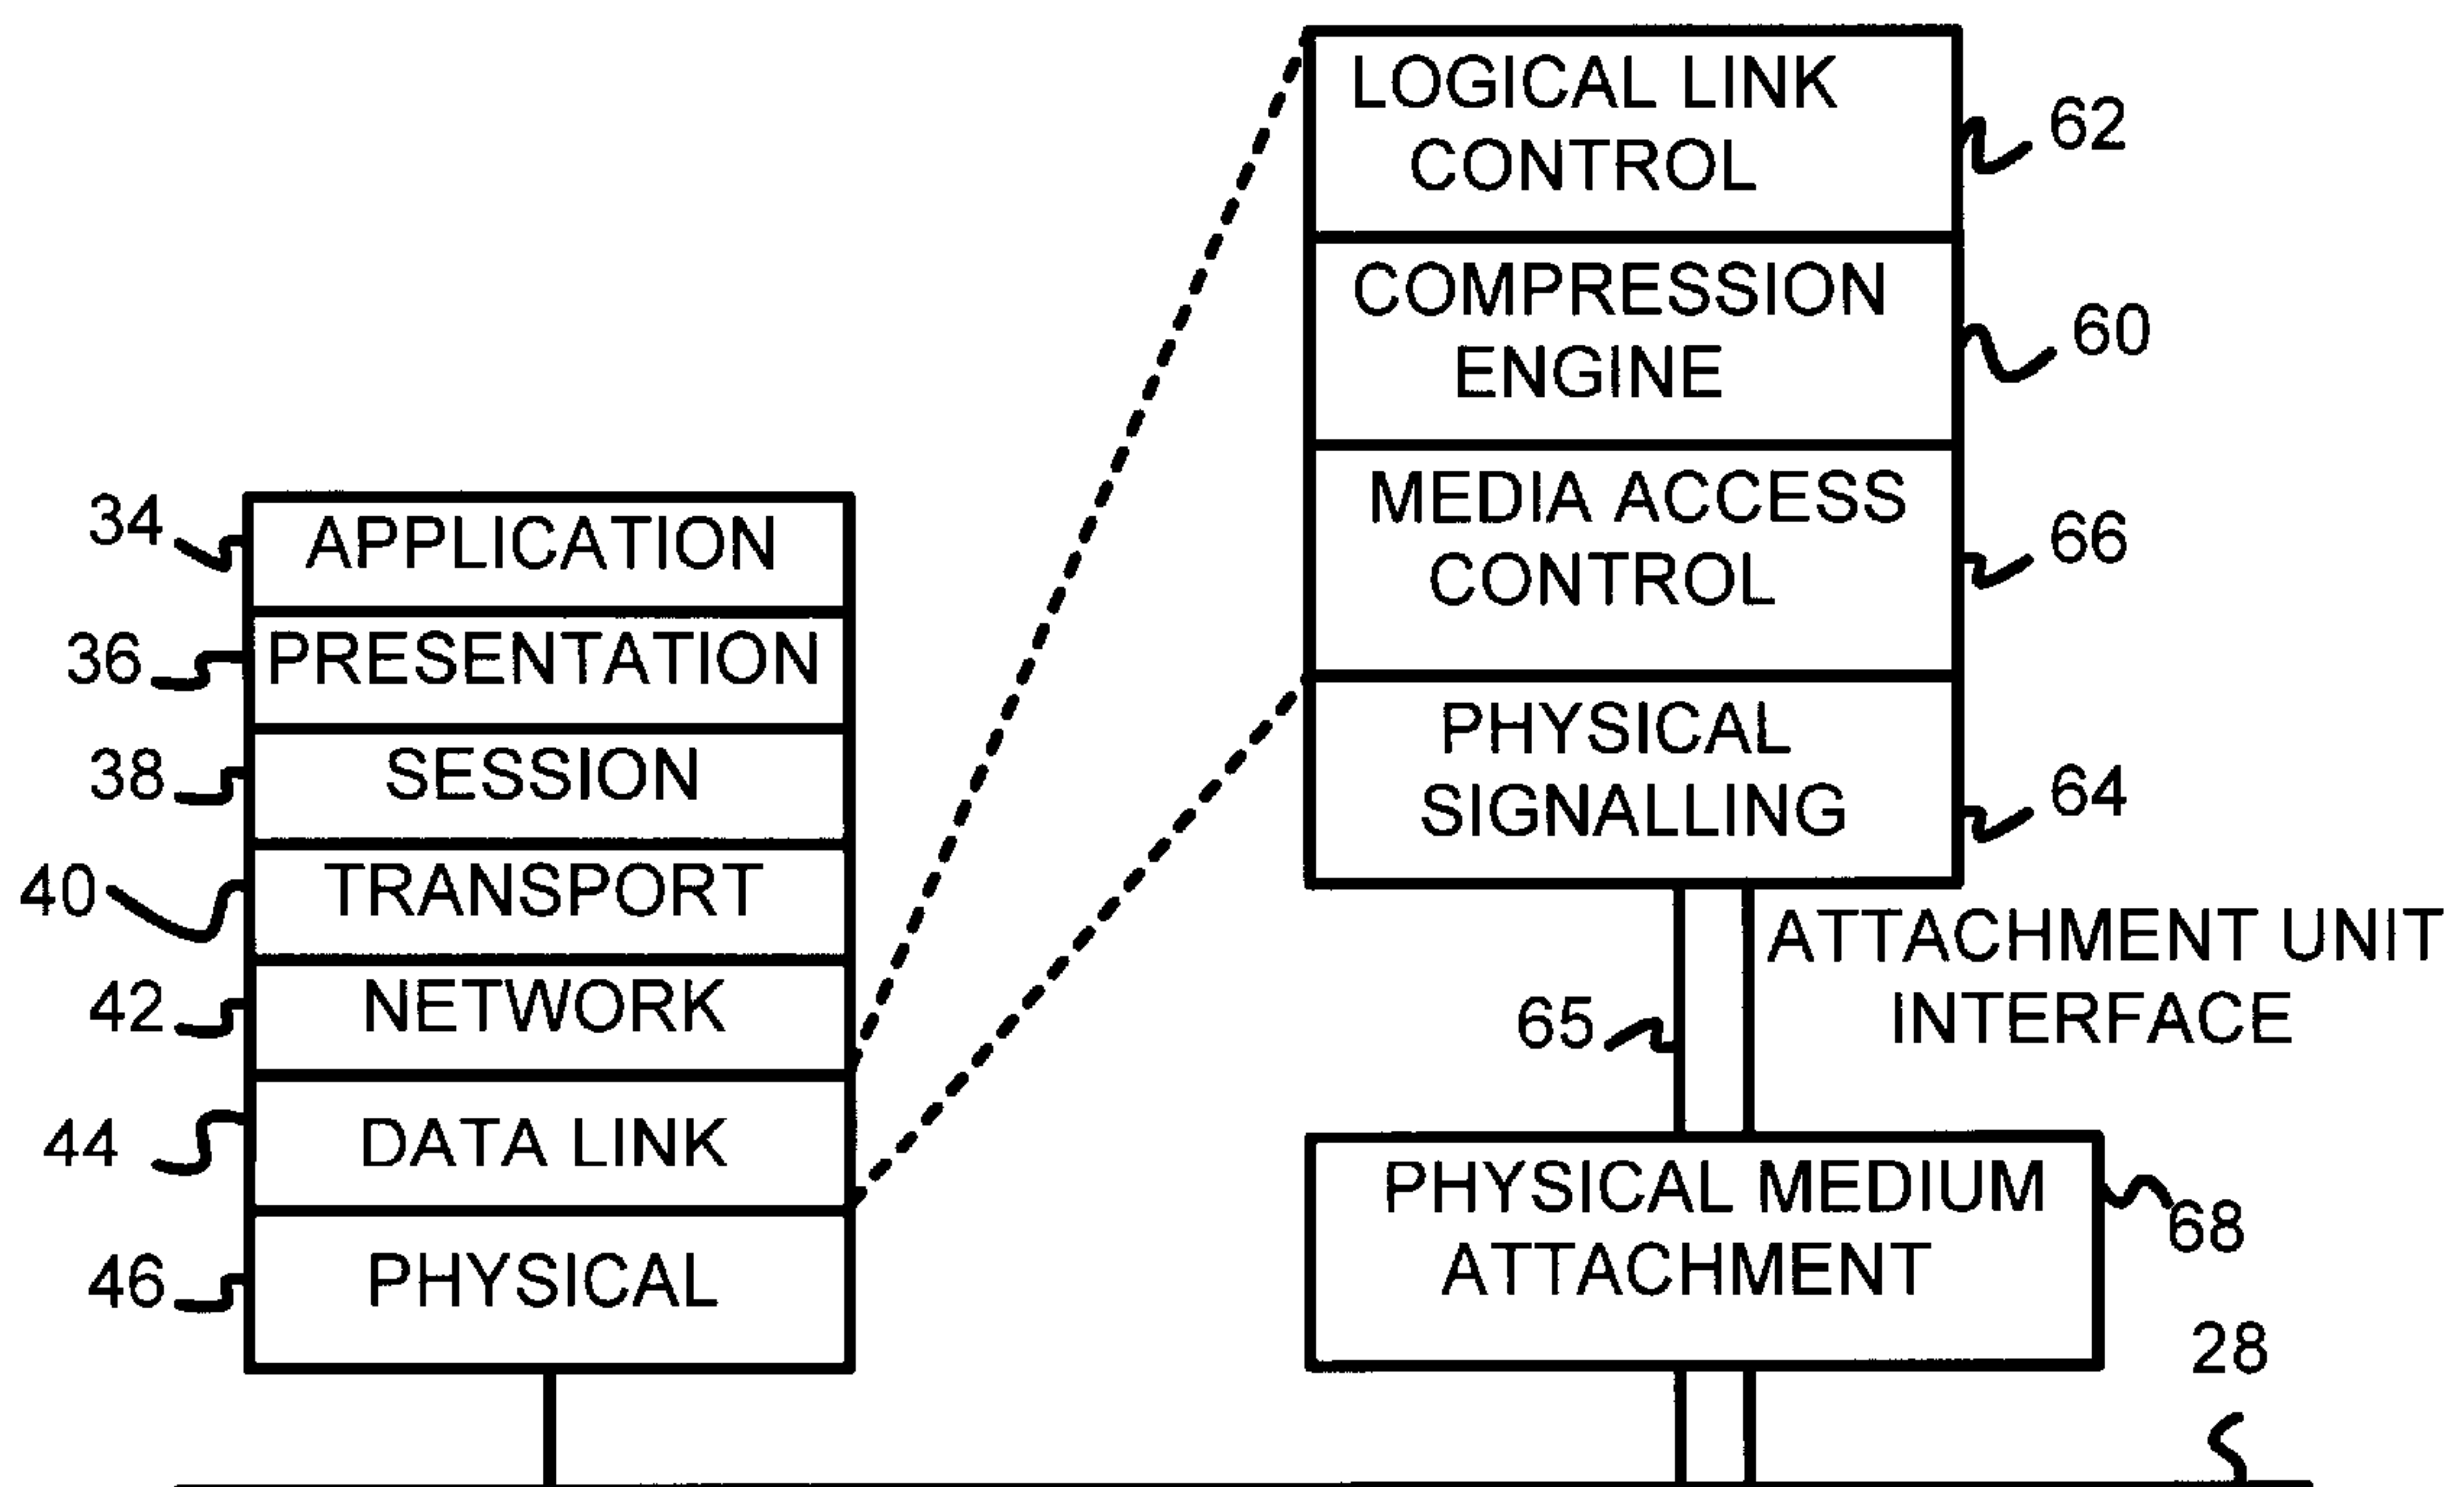 34
APPLICATION
36
PRESENTATION
38
SESSION
40
TRANSPORT
42
NETWORK
44
DATA LINK
46
PHYSICAL
LOGICAL LINK
CONTROL
62
COMPRESSION
ENGINE
60
MEDIA ACCESS
CONTROL
66
PHYSICAL
SIGNALLING
64
ATTACHMENT UNIT
INTERFACE
65
PHYSICAL MEDIUM
ATTACHMENT
68
28